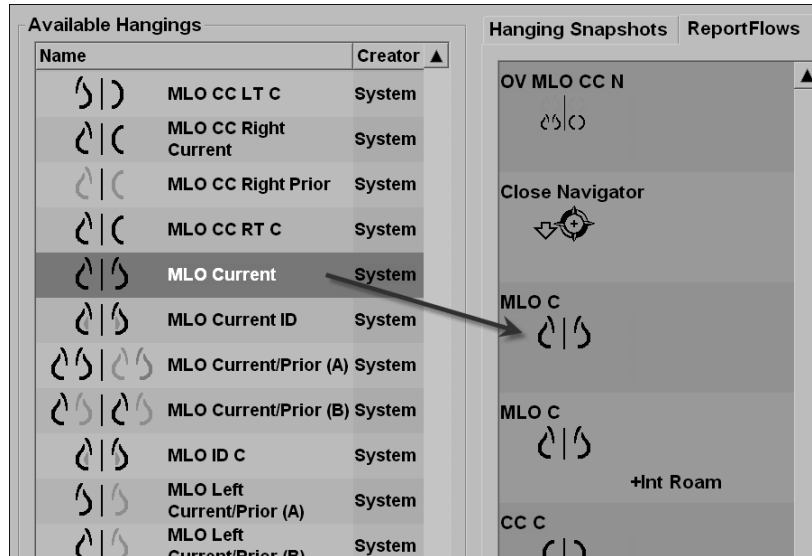 Available Hangings
Name
Creator
MLO CC LT C
System
MLO CC Right
Current
System
MLO CC Right Prior
System
MLO CC RT C
System
MLO Current
System
MLO Current ID
System
MLO Current/Prior (A)
System
MLO Current/Prior (B)
System
MLO ID C
System
MLO Left
Current/Prior (A)
System
MLO Left
Current/Prior (B)
System
Hanging Snapshots
ReportFlows
OV MLO CC N
Close Navigator
MLO C
MLO C
+Int Roam
CC C